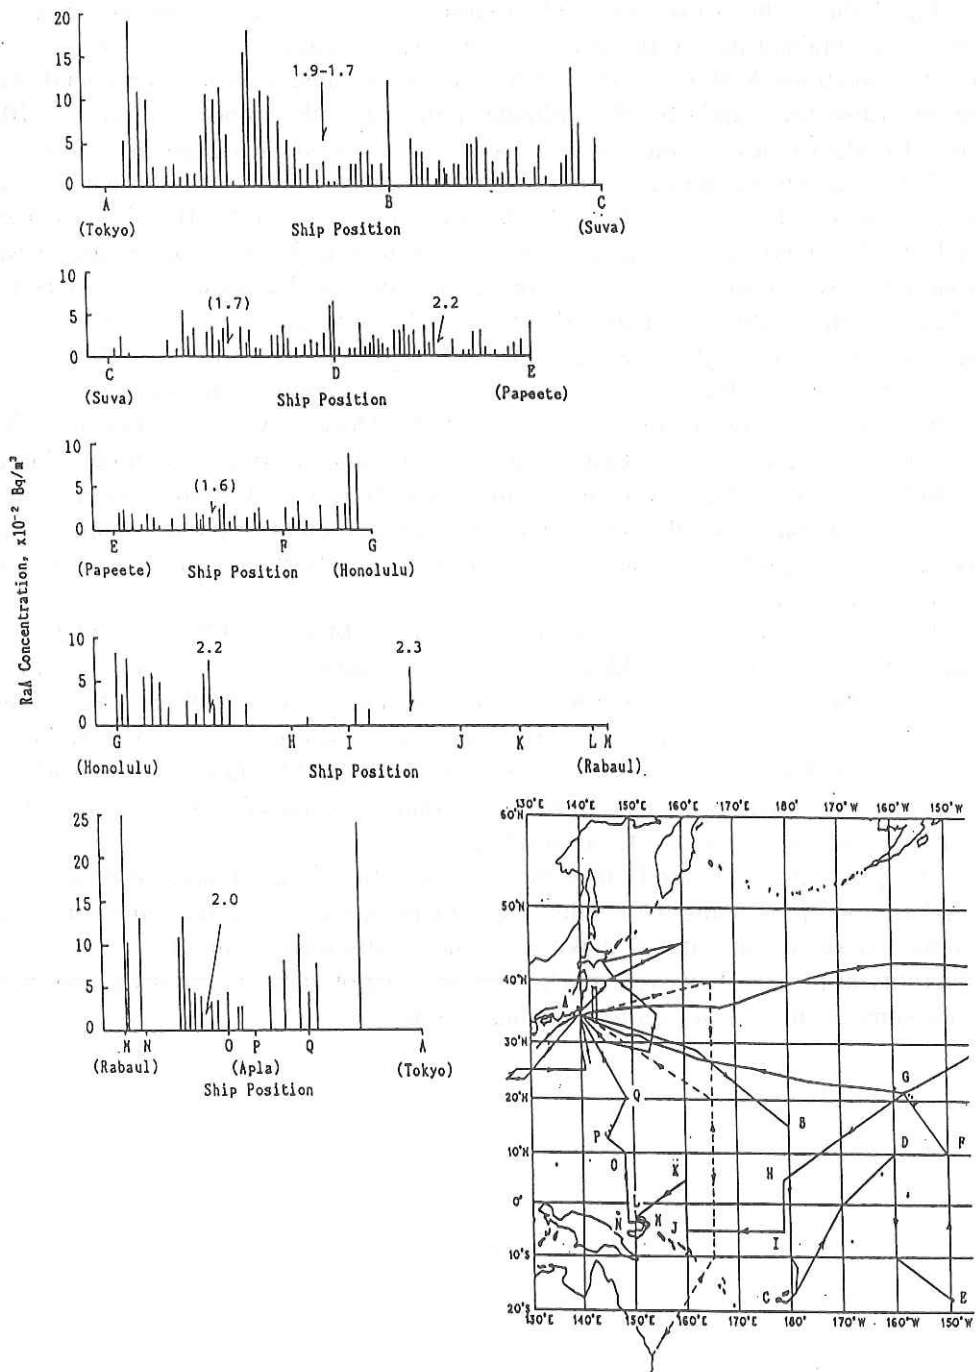 RaA Concentration, x10⁻² Bq/m³
20
15
10
5
0
1.9-1.7
A B C
(Tokyo) Ship Position (Suva)
10
5
0
(1.7) 2.2
C D E
(Suva) Ship Position (Papeete)
10
5
0
(1.6)
E F G
(Papeete) Ship Position (Honolulu)
10
5
0
2.2 2.3
G H I J K L M
(Honolulu) Ship Position (Rabaul)
25
20
15
10
5
0
2.0
M N O P Q A
(Rabaul) (Apla) (Tokyo)
Ship Position
130°E 140°E 150°E 160°E 170°E 180° 170°W 160°W 150°W
60°N
50°N
40°N
A
30°N
G
20°N
Q B
P D F
10°N
O K H
0°
L
N M J I
10°S
C E
20°S
130°E 140°E 150°E 160°E 170°E 180° 170°W 160°W 150°W